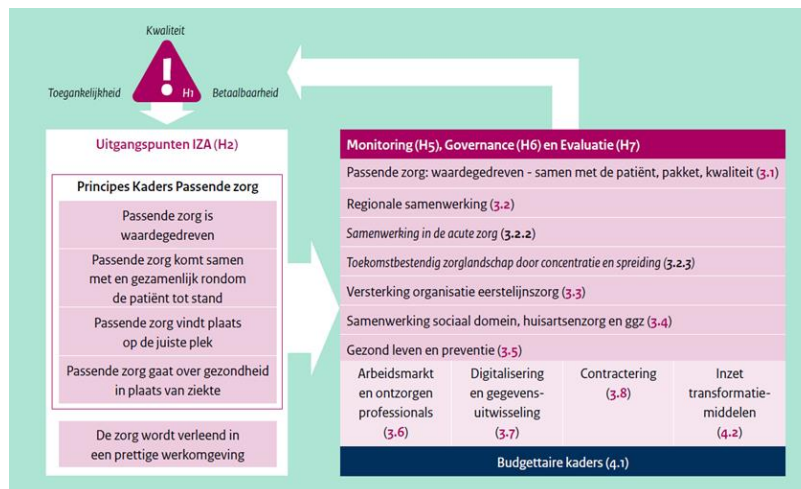 Kwaliteit
!
H1
Toegankelijkheid
Betaalbaarheid
Uitgangspunten IZA (H2)
Principes Kaders Passende zorg
Passende zorg is
waardegedreven
Passende zorg komt samen
met en gezamenlijk rondom
de patiënt tot stand
Passende zorg vindt plaats
op de juiste plek
Passende zorg gaat over gezondheid
in plaats van ziekte
De zorg wordt verleend in
een prettige werkomgeving
Monitoring (H5), Governance (H6) en Evaluatie (H7)
Passende zorg: waardegedreven - samen met de patiënt, pakket, kwaliteit (3.1)
Regionale samenwerking (3.2)
Samenwerking in de acute zorg (3.2.2)
Toekomstbestendig zorglandschap door concentratie en spreiding (3.2.3)
Versterking organisatie eerstelijnszorg (3.3)
Samenwerking sociaal domein, huisartsenzorg en ggz (3.4)
Gezond leven en preventie (3.5)
Arbeidsmarkt
en ontzorgen
professionals
(3.6)
Digitalisering
en gegevens-
uitwisseling
(3.7)
Contractering
(3.8)
Inzet
transformatie-
middelen
(4.2)
Budgettaire kaders (4.1)